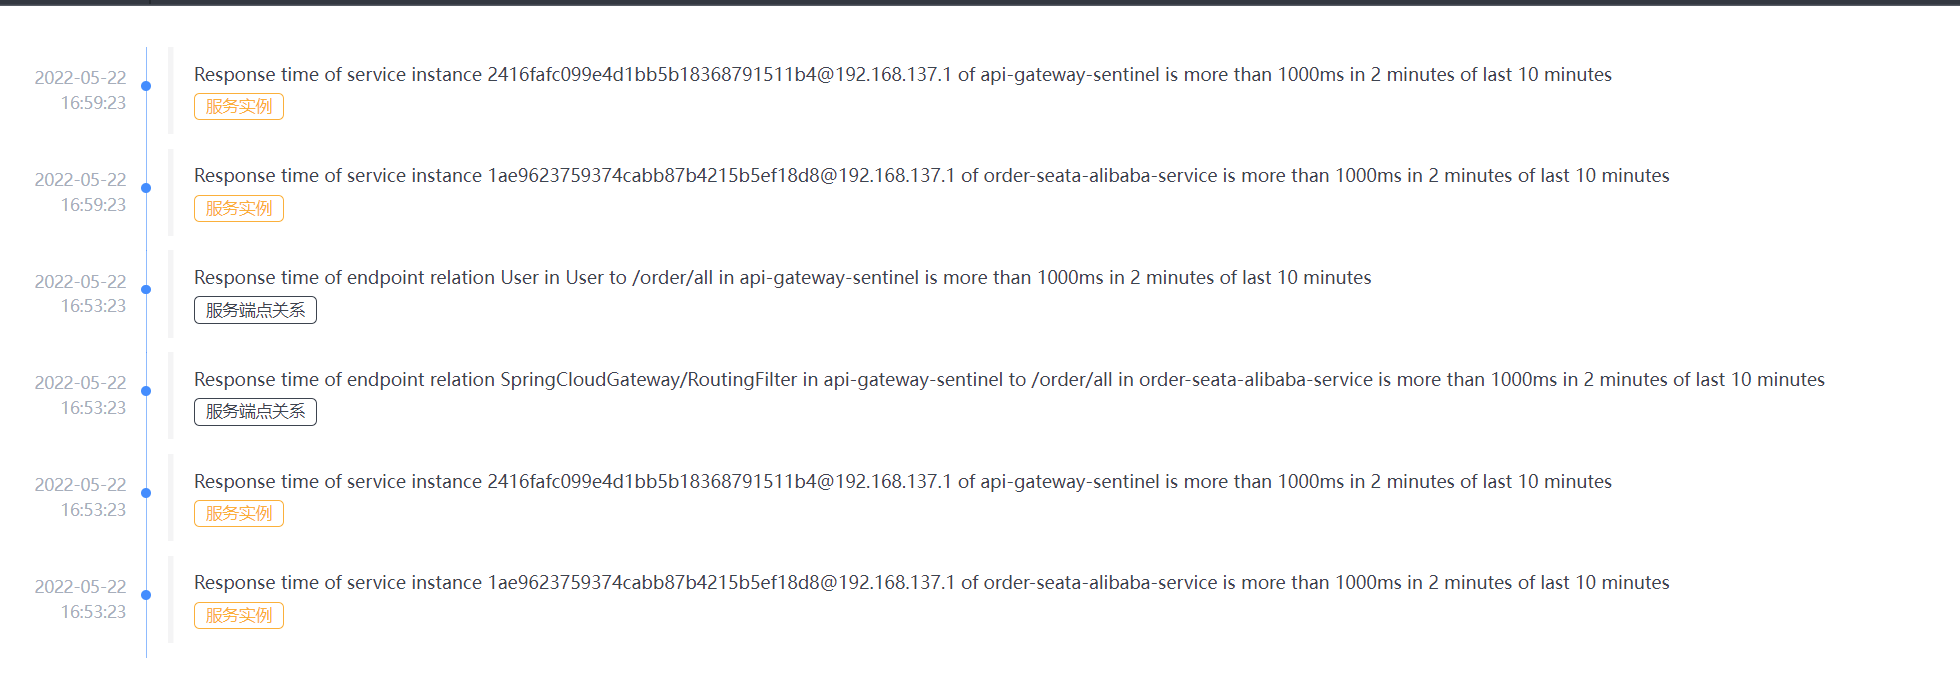 2022-05-22
16:59:23
Response time of service instance 2416fafc099e4d1bb5b18368791511b4@192.168.137.1 of api-gateway-sentinel is more than 1000ms in 2 minutes of last 10 minutes
服务实例
2022-05-22
16:59:23
Response time of service instance 1ae9623759374cabb87b4215b5ef18d8@192.168.137.1 of order-seata-alibaba-service is more than 1000ms in 2 minutes of last 10 minutes
服务实例
2022-05-22
16:53:23
Response time of endpoint relation User in User to /order/all in api-gateway-sentinel is more than 1000ms in 2 minutes of last 10 minutes
服务端点关系
2022-05-22
16:53:23
Response time of endpoint relation SpringCloudGateway/RoutingFilter in api-gateway-sentinel to /order/all in order-seata-alibaba-service is more than 1000ms in 2 minutes of last 10 minutes
服务端点关系
2022-05-22
16:53:23
Response time of service instance 2416fafc099e4d1bb5b18368791511b4@192.168.137.1 of api-gateway-sentinel is more than 1000ms in 2 minutes of last 10 minutes
服务实例
2022-05-22
16:53:23
Response time of service instance 1ae9623759374cabb87b4215b5ef18d8@192.168.137.1 of order-seata-alibaba-service is more than 1000ms in 2 minutes of last 10 minutes
服务实例